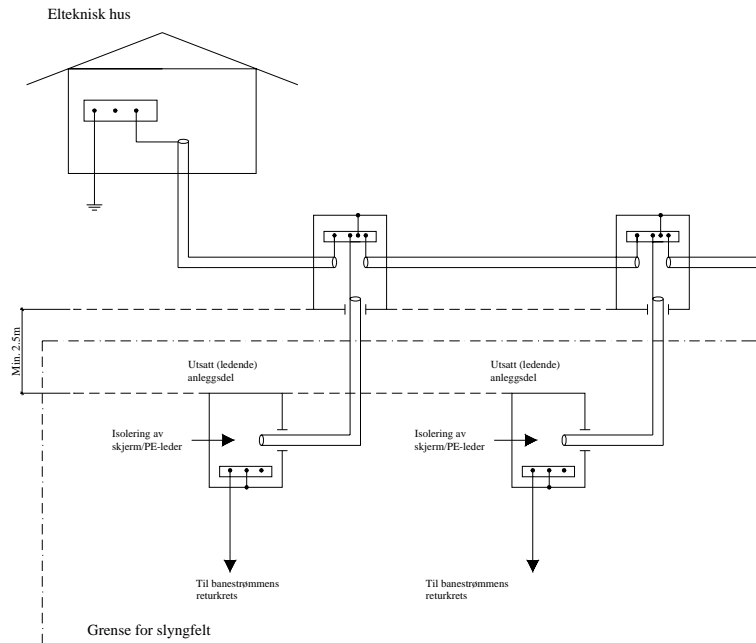 Elteknisk hus
Min. 2.5m
Utsatt (ledende)
anleggsdel
Utsatt (ledende)
anleggsdel
Isolering av
skjerm/PE-leder
Isolering av
skjerm/PE-leder
Til banestrømmens
returkrets
Til banestrømmens
returkrets
Grense for slyngfelt